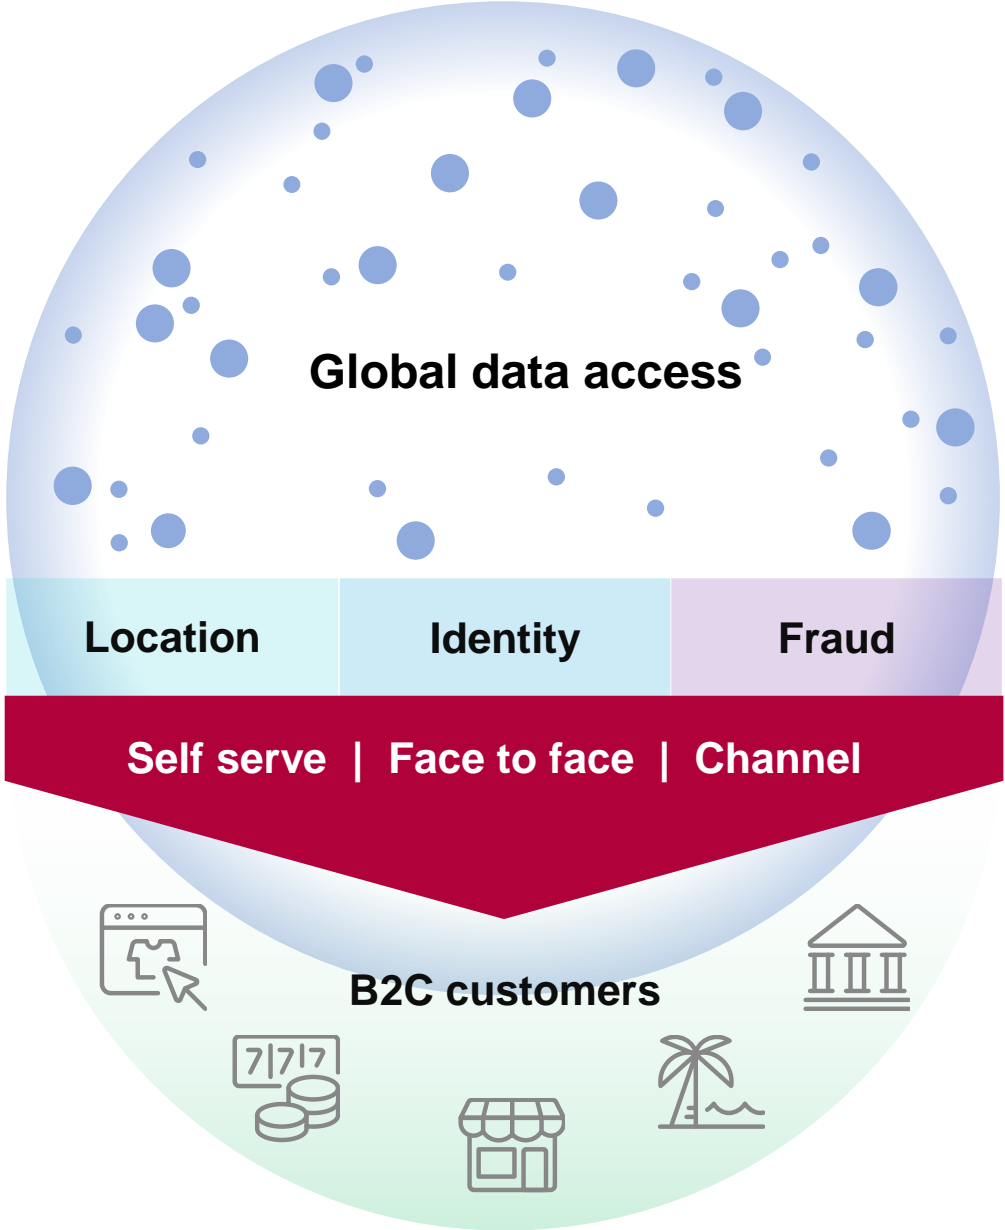 Global data access
Location Identity Fraud
Self serve | Face to face | Channel
B2C customers
7|7|7